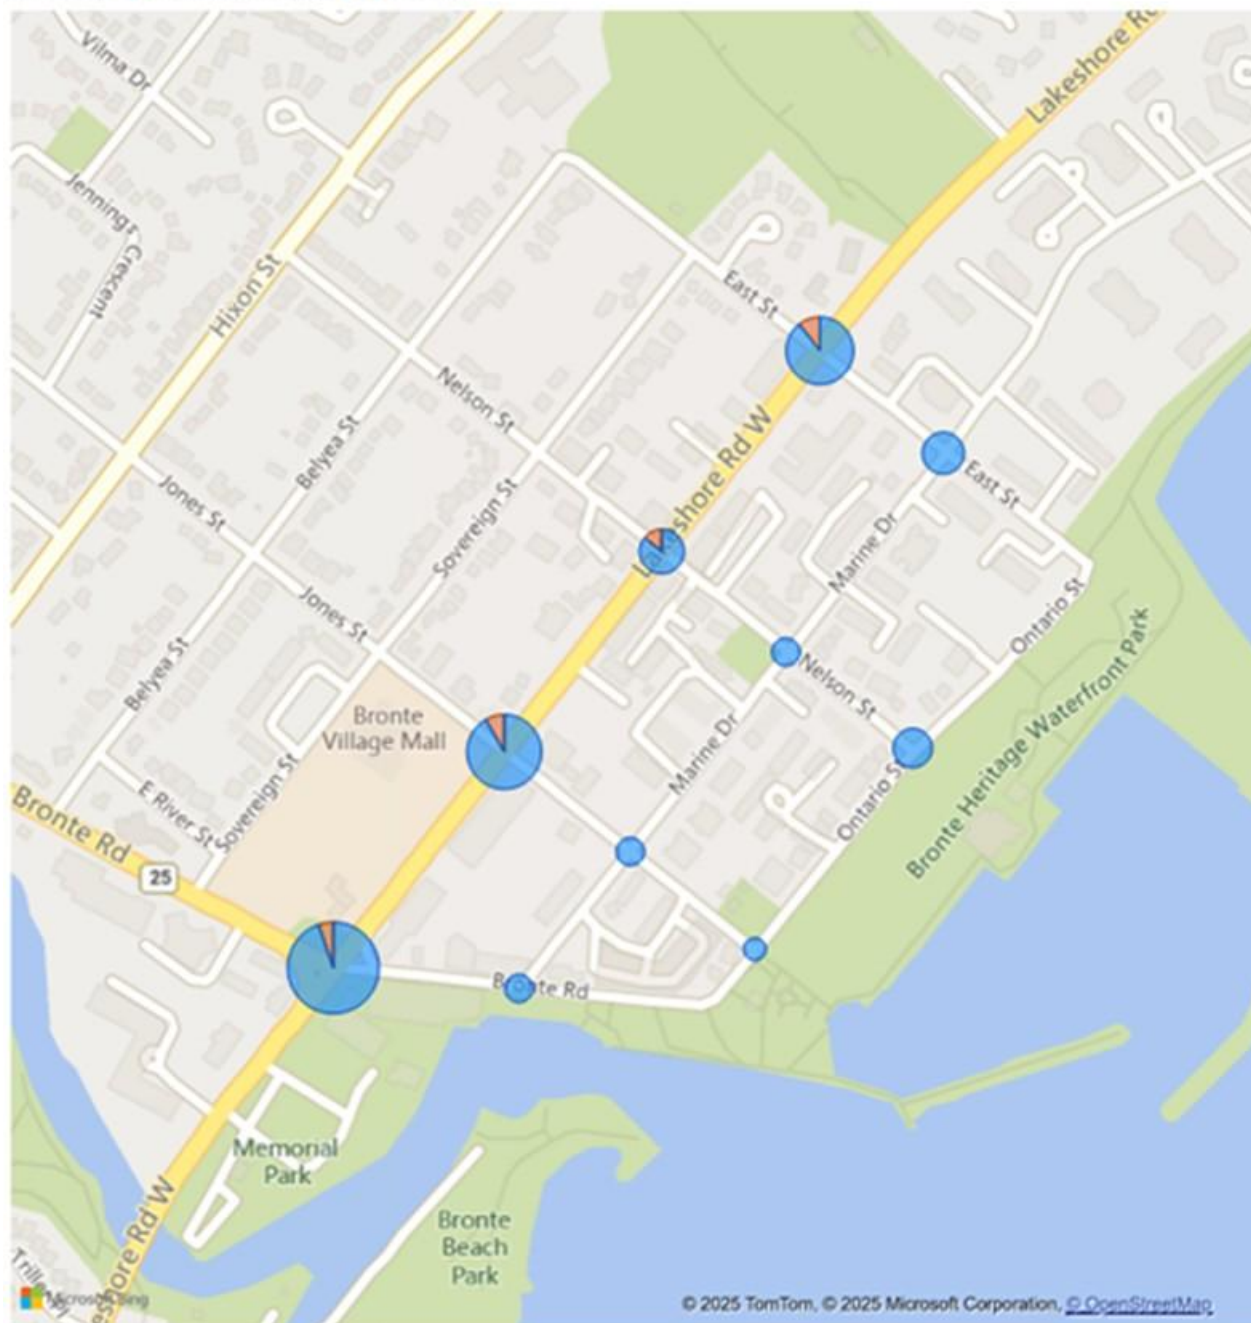 Vilma Dr
Lakeshore Rd
Jennings Crescent
Hixon St
East St
Nelson St
Belyea St
Lakeshore Rd W
Jones St
Sovereign St
East St
Marine Dr
Jones St
Ontario St
Belyea St
Nelson St
Bronte
Village Mall
Marine Dr
Bronte Heritage Waterfront Park
Sovereign St
Ontario St
E River St
Bronte Rd
25
Bronte Rd
Memorial
Park
Bronte
Beach
Park
eshore Rd W
Microsoft Bing
© 2025 TomTom, © 2025 Microsoft Corporation, © OpenStreetMap